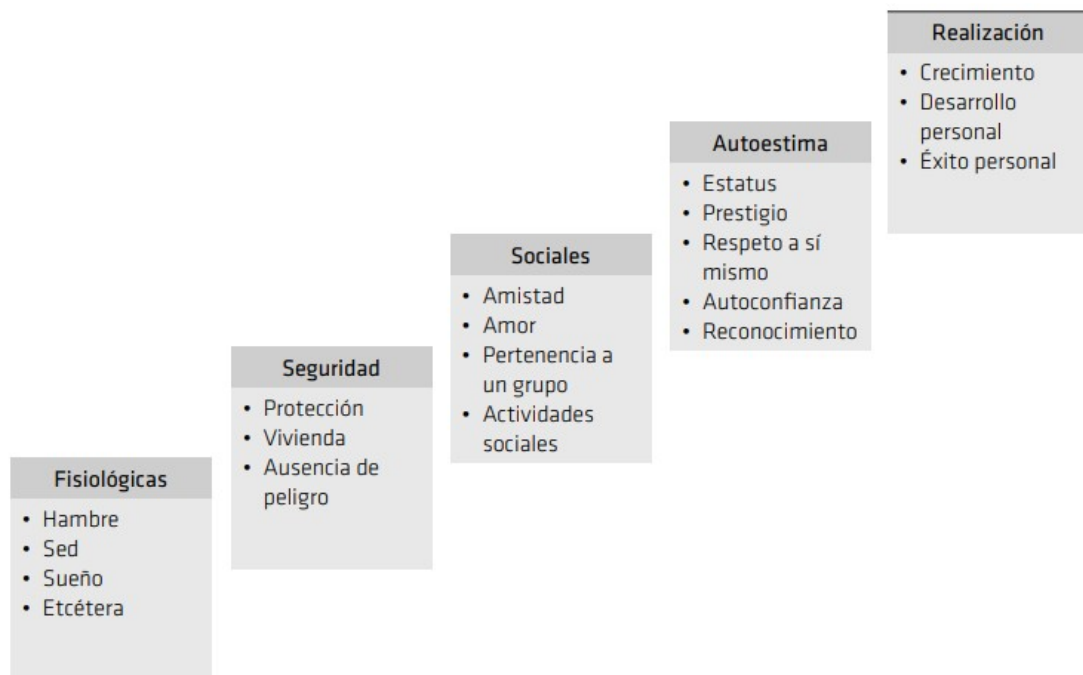 Realización
• Crecimiento
• Desarrollo
personal
• Éxito personal
Autoestima
• Estatus
• Prestigio
• Respeto a sí
mismo
• Autoconfianza
• Reconocimiento
Sociales
• Amistad
• Amor
• Pertenencia a
un grupo
• Actividades
sociales
Seguridad
• Protección
• Vivienda
• Ausencia de
peligro
Fisiológicas
• Hambre
• Sed
• Sueño
• Etcétera